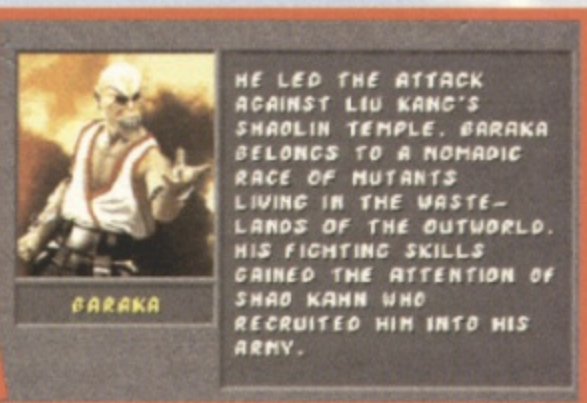 HE LED THE ATTACK
AGAINST LIU KANG'S
SHAOLIN TEMPLE. BARAKA
BELONGS TO A NOMADIC
RACE OF MUTANTS
LIVING IN THE WASTE-
LANDS OF THE OUTWORLD.
HIS FIGHTING SKILLS
GAINED THE ATTENTION OF
SHAO KAHN WHO
RECRUITED HIM INTO HIS
ARMY.
BARAKA